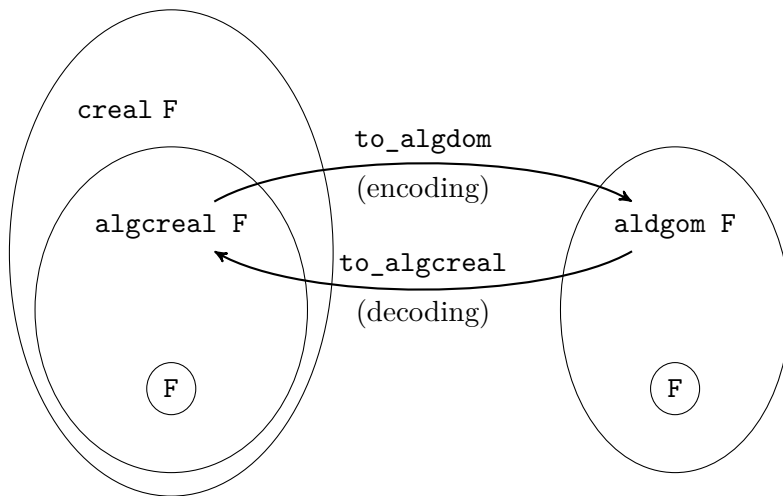 creal F
to_algdom
(encoding)
algcreal F
aldgom F
to_algcreal
(decoding)
F
F